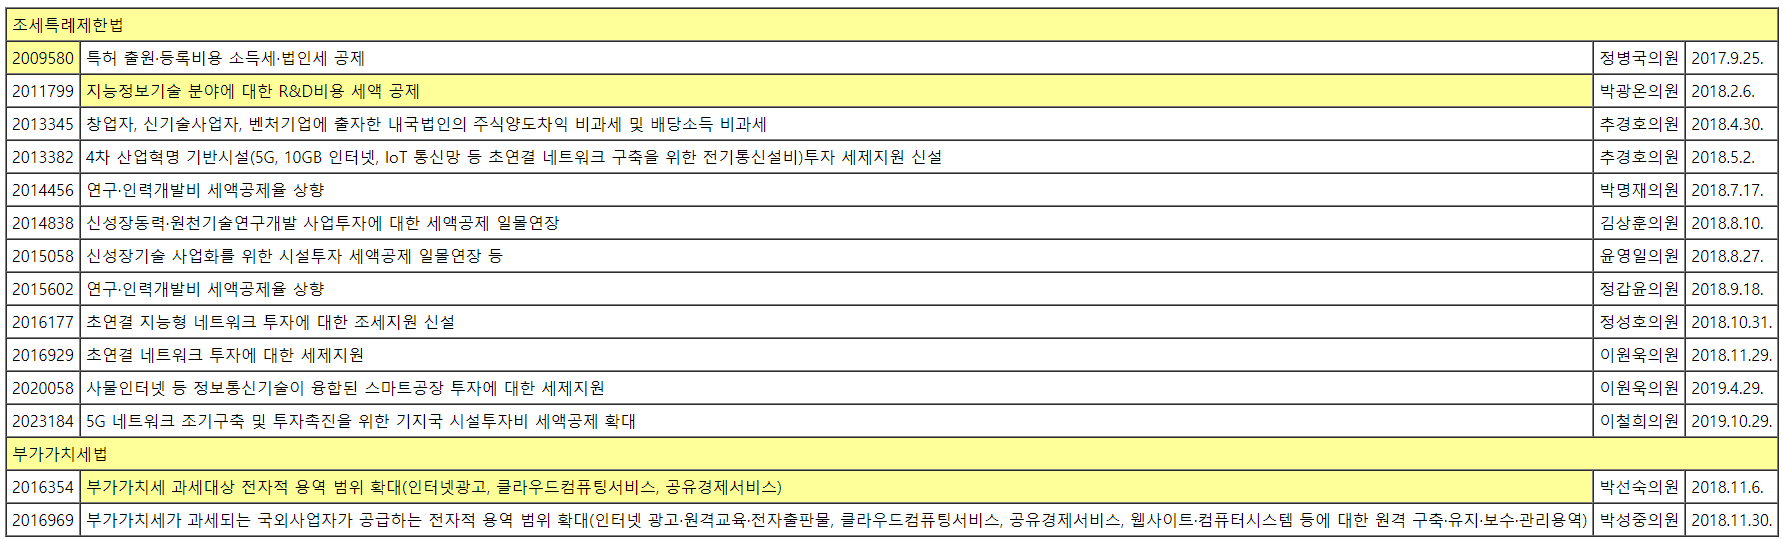 조세특례제한법
2009580 특허 출원·등록비용 소득세·법인세 공제 정병국의원 2017.9.25.
2011799 지능정보기술 분야에 대한 R&D비용 세액 공제 박광온의원 2018.2.6.
2013345 창업자, 신기술사업자, 벤처기업에 출자한 내국법인의 주식양도차익 비과세 및 배당소득 비과세 추경호의원 2018.4.30.
2013382 4차 산업혁명 기반시설(5G, 10GB 인터넷, IoT 통신망 등 초연결 네트워크 구축을 위한 전기통신설비)투자 세제지원 신설 추경호의원 2018.5.2.
2014456 연구·인력개발비 세액공제율 상향 박명재의원 2018.7.17.
2014838 신성장동력·원천기술연구개발 사업투자에 대한 세액공제 일몰연장 김상훈의원 2018.8.10.
2015058 신성장기술 사업화를 위한 시설투자 세액공제 일몰연장 등 윤영일의원 2018.8.27.
2015602 연구·인력개발비 세액공제율 상향 정갑윤의원 2018.9.18.
2016177 초연결 지능형 네트워크 투자에 대한 조세지원 신설 정성호의원 2018.10.31.
2016929 초연결 네트워크 투자에 대한 세제지원 이원욱의원 2018.11.29.
2020058 사물인터넷 등 정보통신기술이 융합된 스마트공장 투자에 대한 세제지원 이원욱의원 2019.4.29.
2023184 5G 네트워크 조기구축 및 투자촉진을 위한 기지국 시설투자비 세액공제 확대 이철희의원 2019.10.29.
부가가치세법
2016354 부가가치세 과세대상 전자적 용역 범위 확대(인터넷광고, 클라우드컴퓨팅서비스, 공유경제서비스) 박선숙의원 2018.11.6.
2016969 부가가치세가 과세되는 국외사업자가 공급하는 전자적 용역 범위 확대(인터넷 광고·원격교육·전자출판물, 클라우드컴퓨팅서비스, 공유경제서비스, 웹사이트·컴퓨터시스템 등에 대한 원격 구축·유지·보수·관리용역) 박성중의원 2018.11.30.